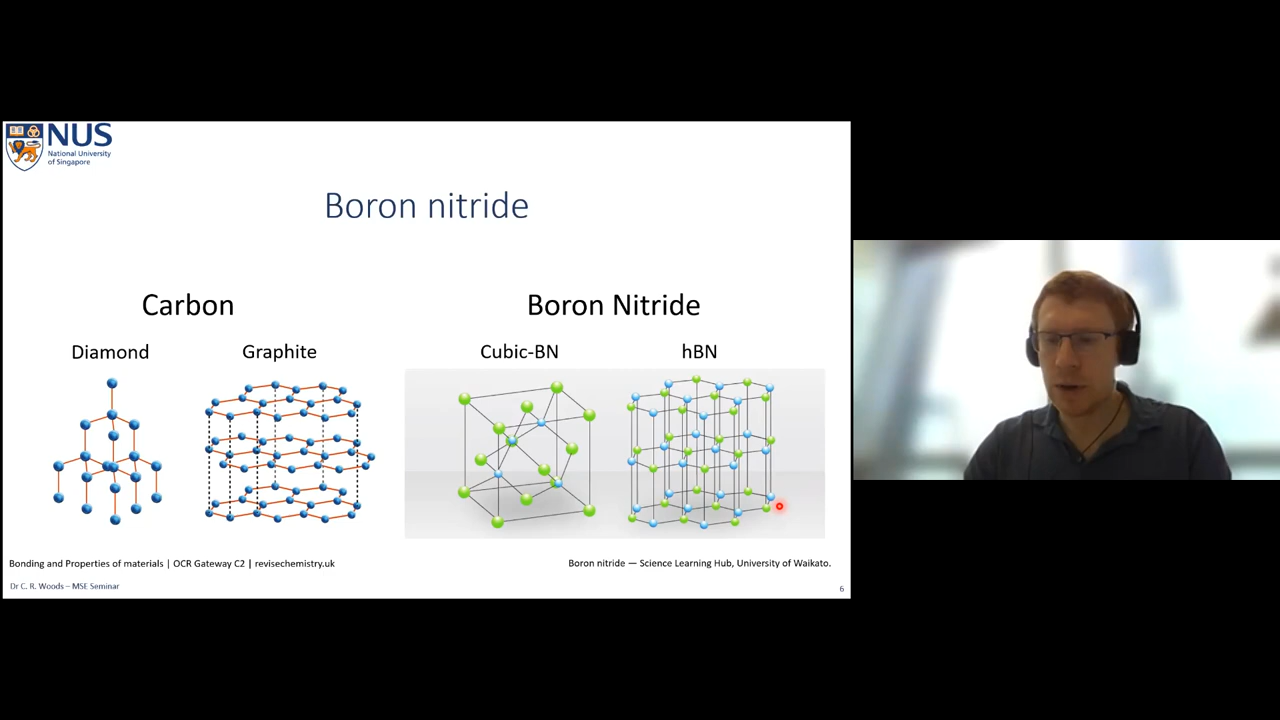 NUS
National University
of Singapore
Boron nitride
Carbon
Boron Nitride
Diamond
Graphite
Cubic-BN
hBN
Bonding and Properties of materials | OCR Gateway C2 | revisechemistry.uk
Boron nitride — Science Learning Hub, University of Waikato.
Dr C. R. Woods – MSE Seminar
6